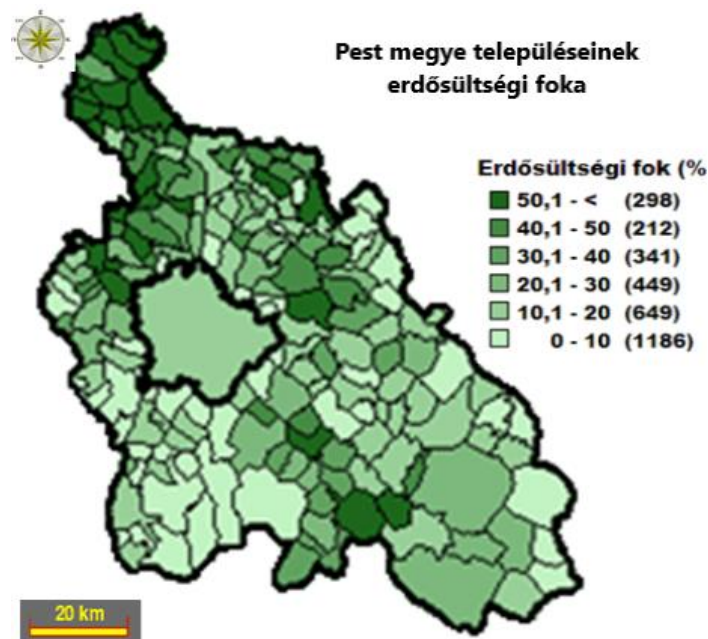 Pest megye településeinek
erdősültségi foka
Erdősültségi fok (%
50,1 - < (298)
40,1 - 50 (212)
30,1 - 40 (341)
20,1 - 30 (449)
10,1 - 20 (649)
0 - 10 (1186)
20 km